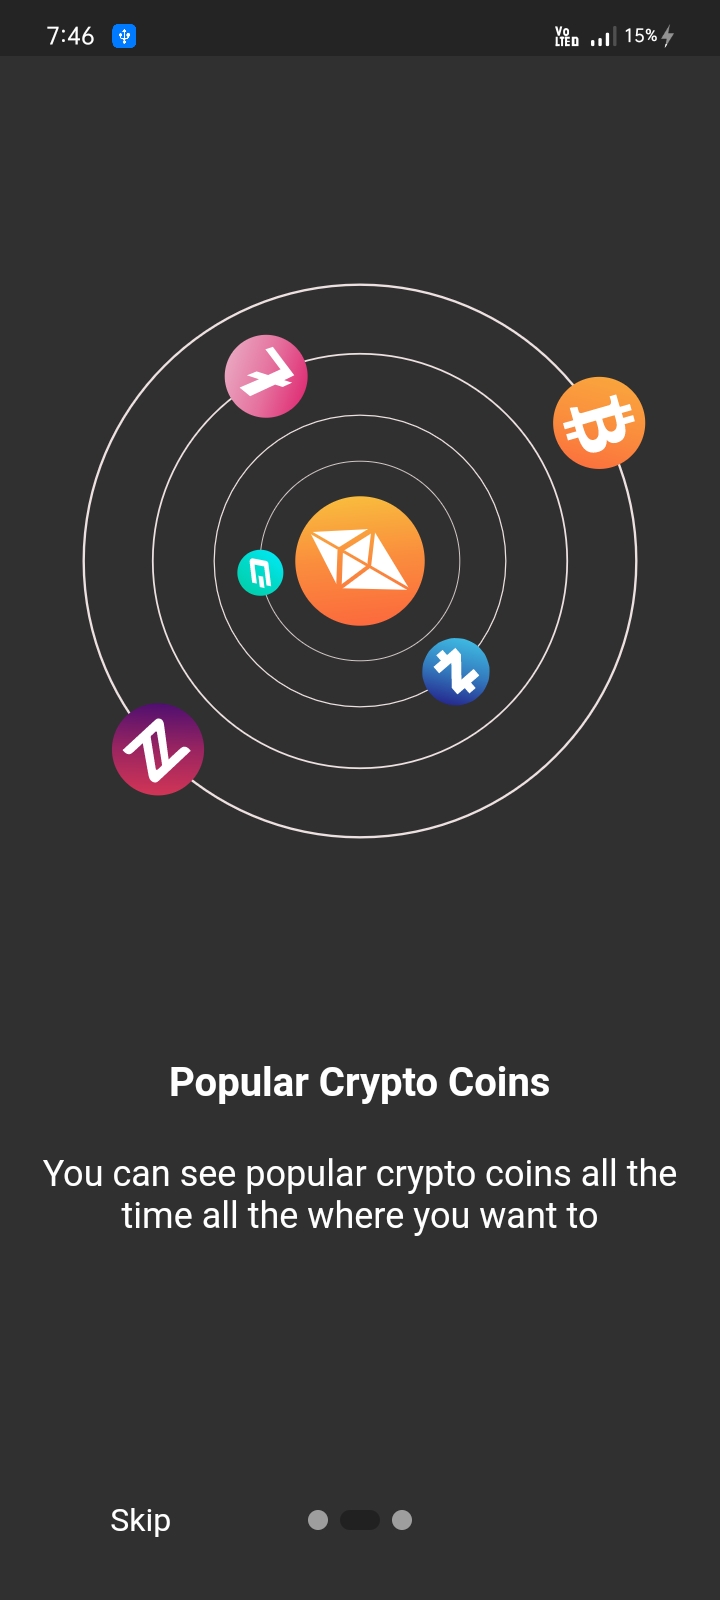 7:46
Vo LTED 15%
Popular Crypto Coins
You can see popular crypto coins all the
time all the where you want to
Skip